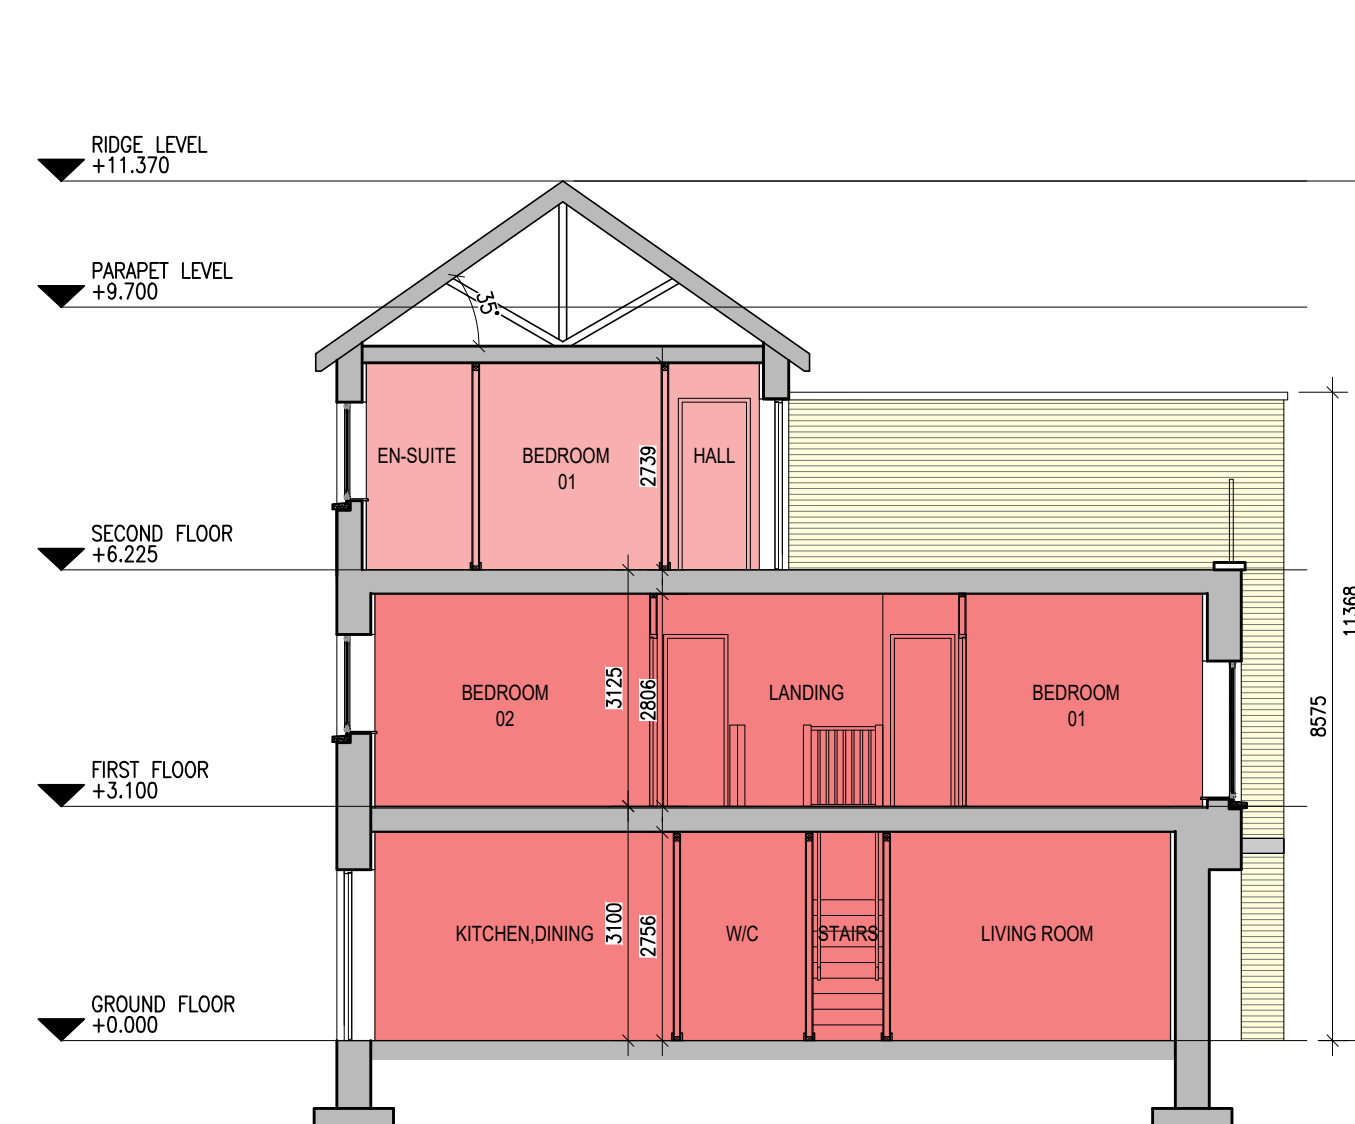 RIDGE LEVEL
+11.370
PARAPET LEVEL
+9.700
35°
EN-SUITE
BEDROOM
01
2739
HALL
SECOND FLOOR
+6.225
11368
BEDROOM
02
3125
2806
LANDING
BEDROOM
01
8575
FIRST FLOOR
+3.100
KITCHEN,DINING
3100
2756
W/C
STAIRS
LIVING ROOM
GROUND FLOOR
+0.000